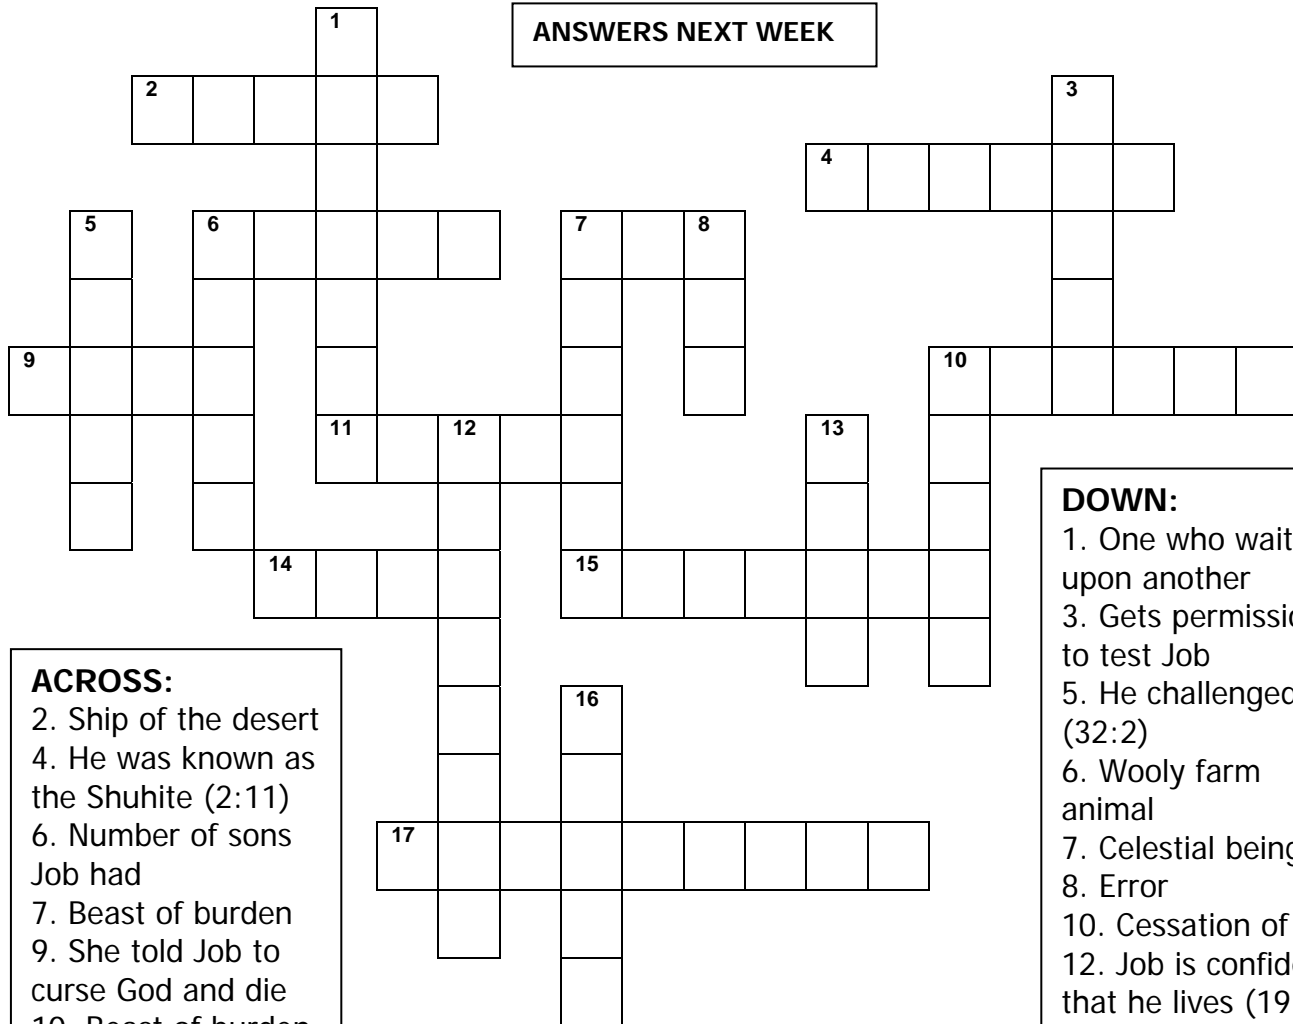 1
ANSWERS NEXT WEEK
2
3
4
5
6
7
8
9
10
11
12
13
14
15
16
17
ACROSS:
2. Ship of the desert
4. He was known as
the Shuhite (2:11)
6. Number of sons
Job had
7. Beast of burden
9. She told Job to
curse God and die
10. Beast of burden
DOWN:
1. One who wait
upon another
3. Gets
to test Job
5. He challenged
(32:2)
6. Wooly farm
animal
7. Celestial being
8. Error
10. Cessation of
12. Job is
that he lives (19